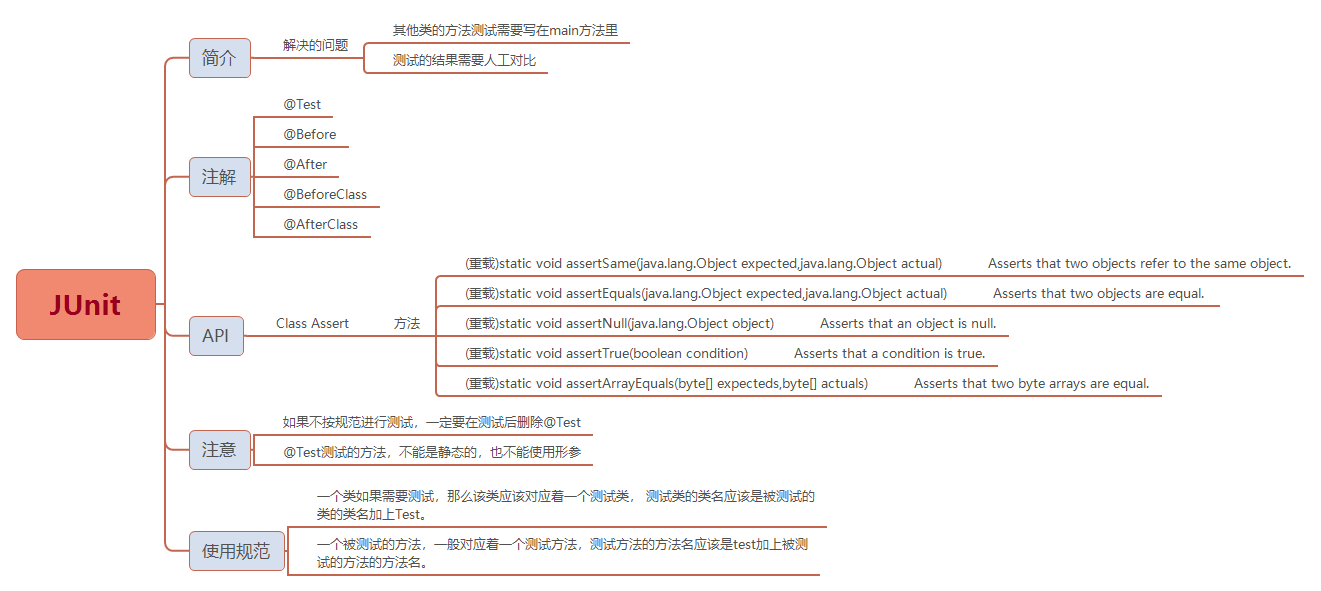 JUnit
简介
解决的问题
其他类的方法测试需要写在main方法里
测试的结果需要人工对比
注解
@Test
@Before
@After
@BeforeClass
@AfterClass
API
Class Assert
方法
(重载)static void assertSame(java.lang.Object expected,java.lang.Object actual) Asserts that two objects refer to the same object.
(重载)static void assertEquals(java.lang.Object expected,java.lang.Object actual) Asserts that two objects are equal.
(重载)static void assertNull(java.lang.Object object) Asserts that an object is null.
(重载)static void assertTrue(boolean condition) Asserts that a condition is true.
(重载)static void assertArrayEquals(byte[] expecteds,byte[] actuals) Asserts that two byte arrays are equal.
注意
如果不按规范进行测试，一定要在测试后删除@Test
@Test测试的方法，不能是静态的，也不能使用形参
使用规范
一个类如果需要测试，那么该类应该对应着一个测试类， 测试类的类名应该是被测试的
类的类名加上Test。
一个被测试的方法，一般对应着一个测试方法，测试方法的方法名应该是test加上被测
试的方法的方法名。